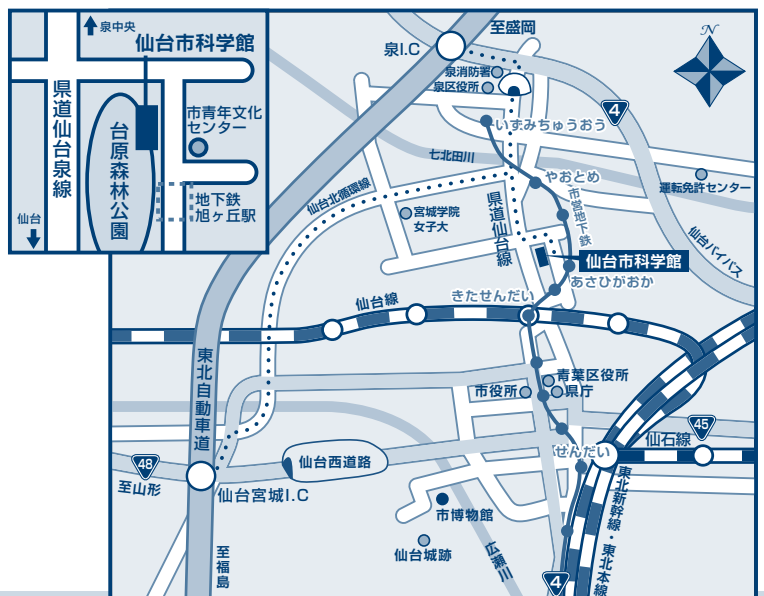 泉中央
仙台市科学館
県道仙台泉線
台原森林公園
市青年文化
センター
地下鉄
旭ヶ丘駅
仙台
至盛岡
泉I.C
泉消防署
泉区役所
N
4
いずみちゅうおう
七北田川
やおとめ
運転免許センター
仙台北循環線
宮城学院
女子大
県道仙台線
市営地下鉄
仙台バイパス
仙台市科学館
あさひがおか
きたせんだい
仙台線
東北自動車道
青葉区役所
市役所
県庁
45
仙石線
せんだい
48
至山形
仙台西道路
仙台宮城I.C
市博物館
仙台城跡
広瀬川
東北新幹線・東北本線
至福島
4